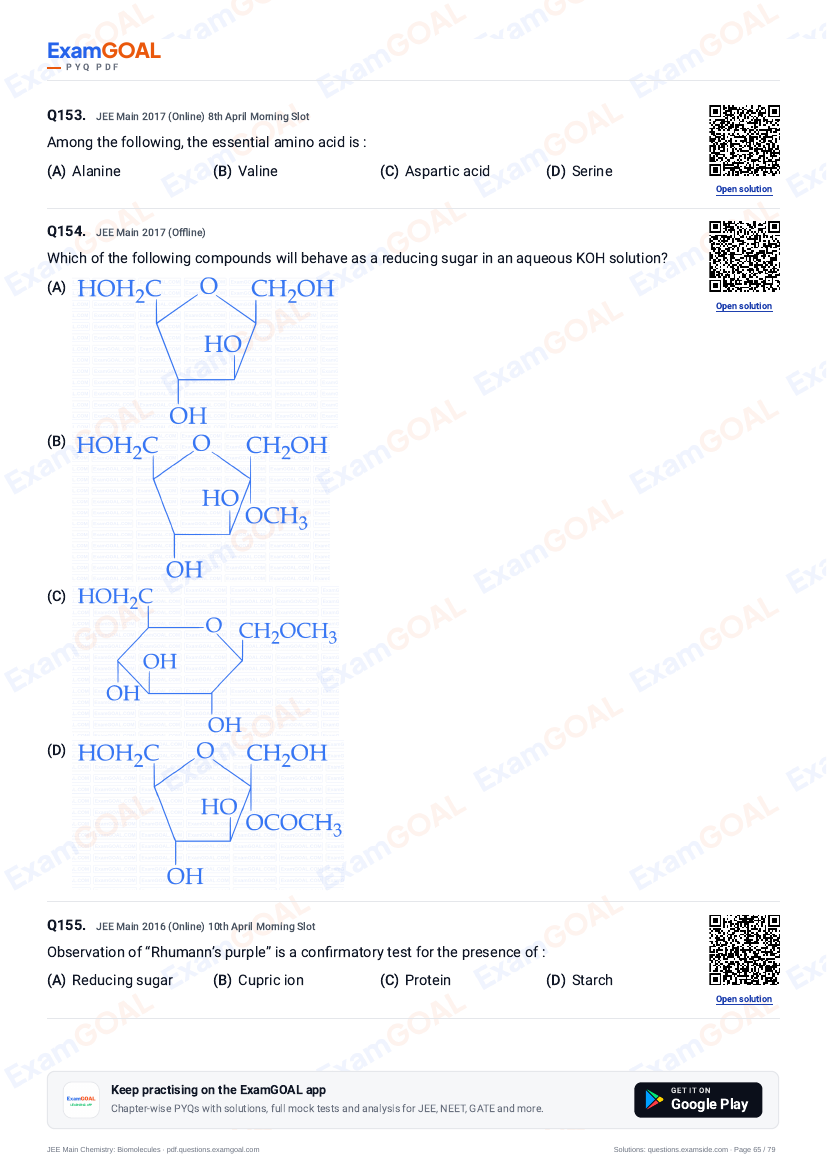 ExamGOAL
PYQ PDF
Q153. JEE Main 2017 (Online) 8th April Morning Slot
Among the following, the essential amino acid is :
(A) Alanine (B) Valine (C) Aspartic acid (D) Serine
Open solution
Q154. JEE Main 2017 (Offline)
Which of the following compounds will behave as a reducing sugar in an aqueous KOH solution?
Open solution
(A) HOH₂C O CH₂OH
HO
OH
(B) HOH₂C O CH₂OH
HO
OCH₃
OH
(C) HOH₂C
O CH₂OCH₃
OH
OH
OH
(D) HOH₂C O CH₂OH
HO
OCOCH₃
OH
Q155. JEE Main 2016 (Online) 10th April Morning Slot
Observation of “Rhumann’s purple” is a confirmatory test for the presence of :
(A) Reducing sugar (B) Cupric ion (C) Protein (D) Starch
Open solution
Keep practising on the ExamGOAL app
Chapter-wise PYQs with solutions, full mock tests and analysis for JEE, NEET, GATE and more.
GET IT ON
Google Play
JEE Main Chemistry: Biomolecules · pdf.questions.examgoal.com
Solutions: questions.examside.com · Page 65 / 79